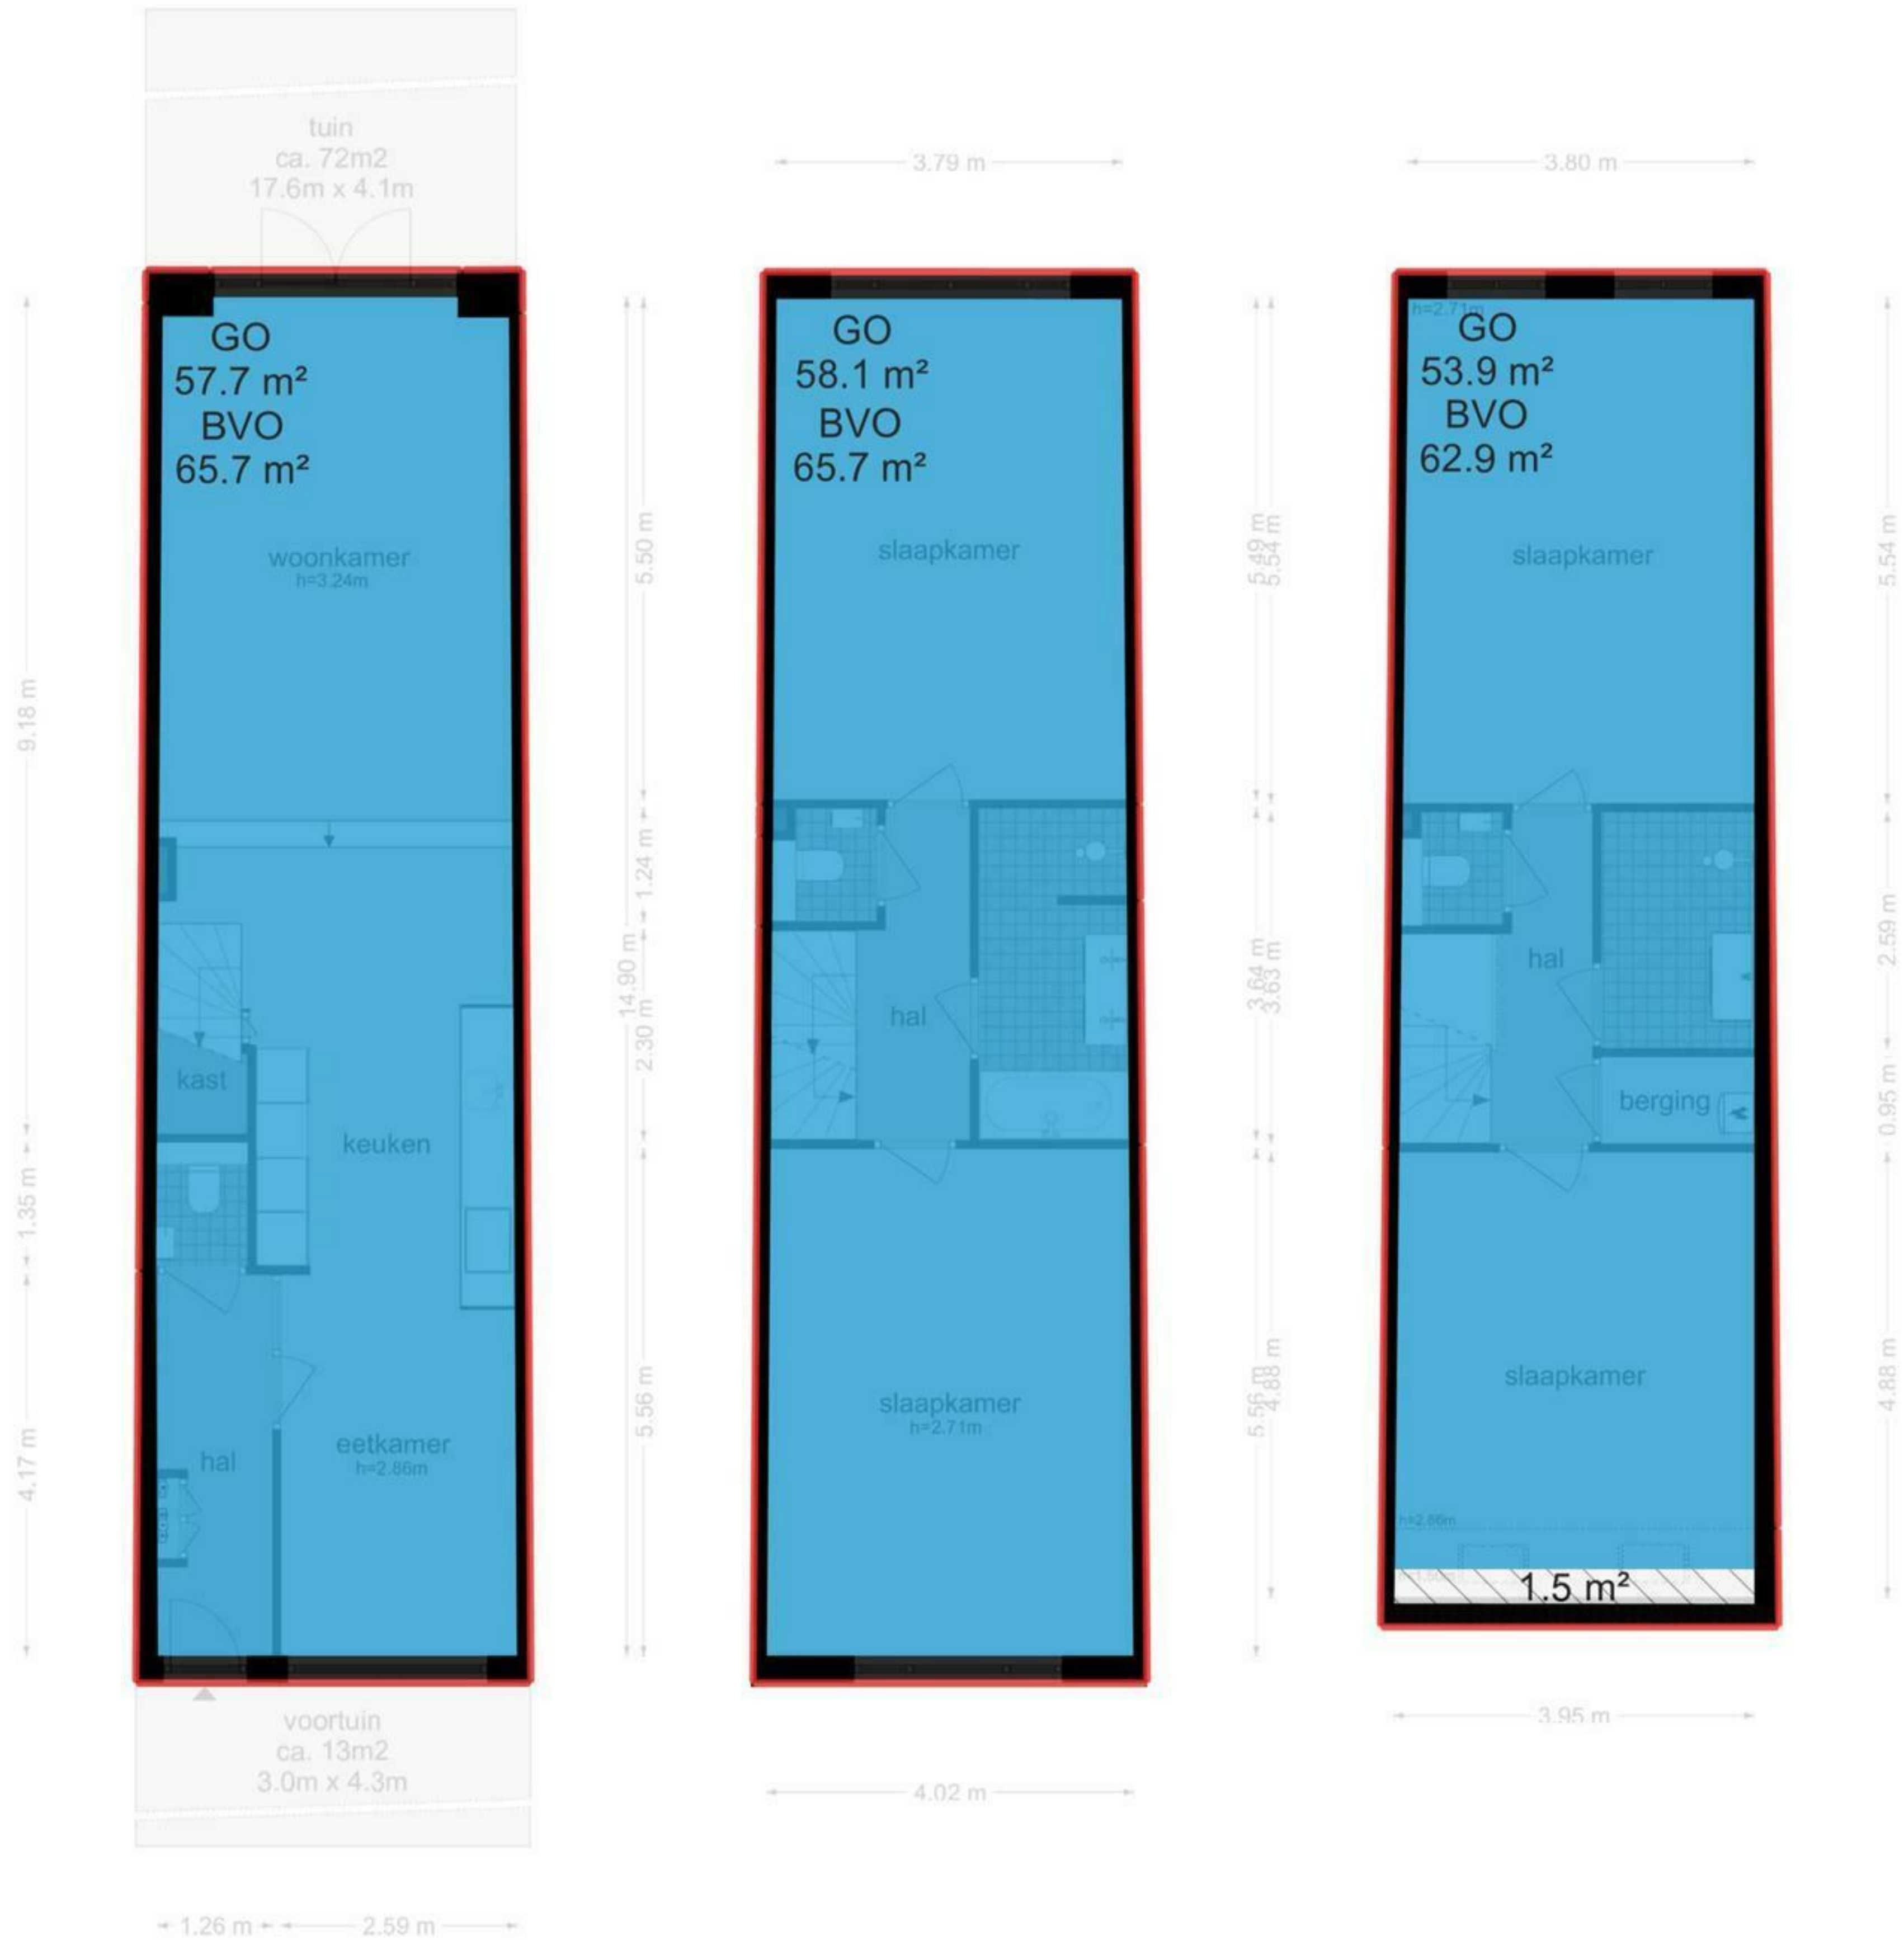 tuin
ca. 72m2
17.6m x 4.1m
GO
57.7 m²
BVO
65.7 m²
woonkamer
h=3.24m
kast
keuken
hal
eetkamer
h=2.86m
voortuin
ca. 13m2
3.0m x 4.3m
9.18 m
1.35 m
4.17 m
1.26 m
2.59 m
3.79 m
GO
58.1 m²
BVO
65.7 m²
slaapkamer
hal
slaapkamer
h=2.71m
14.90 m
5.50 m
1.24 m
2.30 m
5.56 m
4.02 m
3.80 m
h=2.71m
GO
53.9 m²
BVO
62.9 m²
slaapkamer
hal
berging
slaapkamer
h=2.86m
1.5 m²
5.49 m
5.54 m
3.64 m
3.63 m
5.56 m
4.88 m
5.54 m
2.59 m
0.95 m
4.88 m
3.95 m